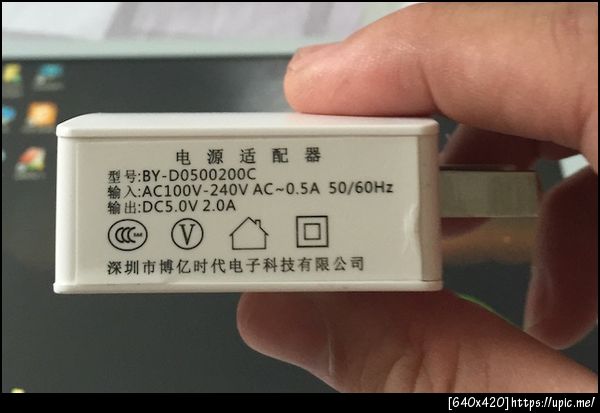 电源适配器
型号:BY-D0500200C
输入:AC100V-240V AC~0.5A 50/60Hz
输出:DC5.0V 2.0A
CCC V
深圳市博亿时代电子科技有限公司
[640x420]https://upic.me/